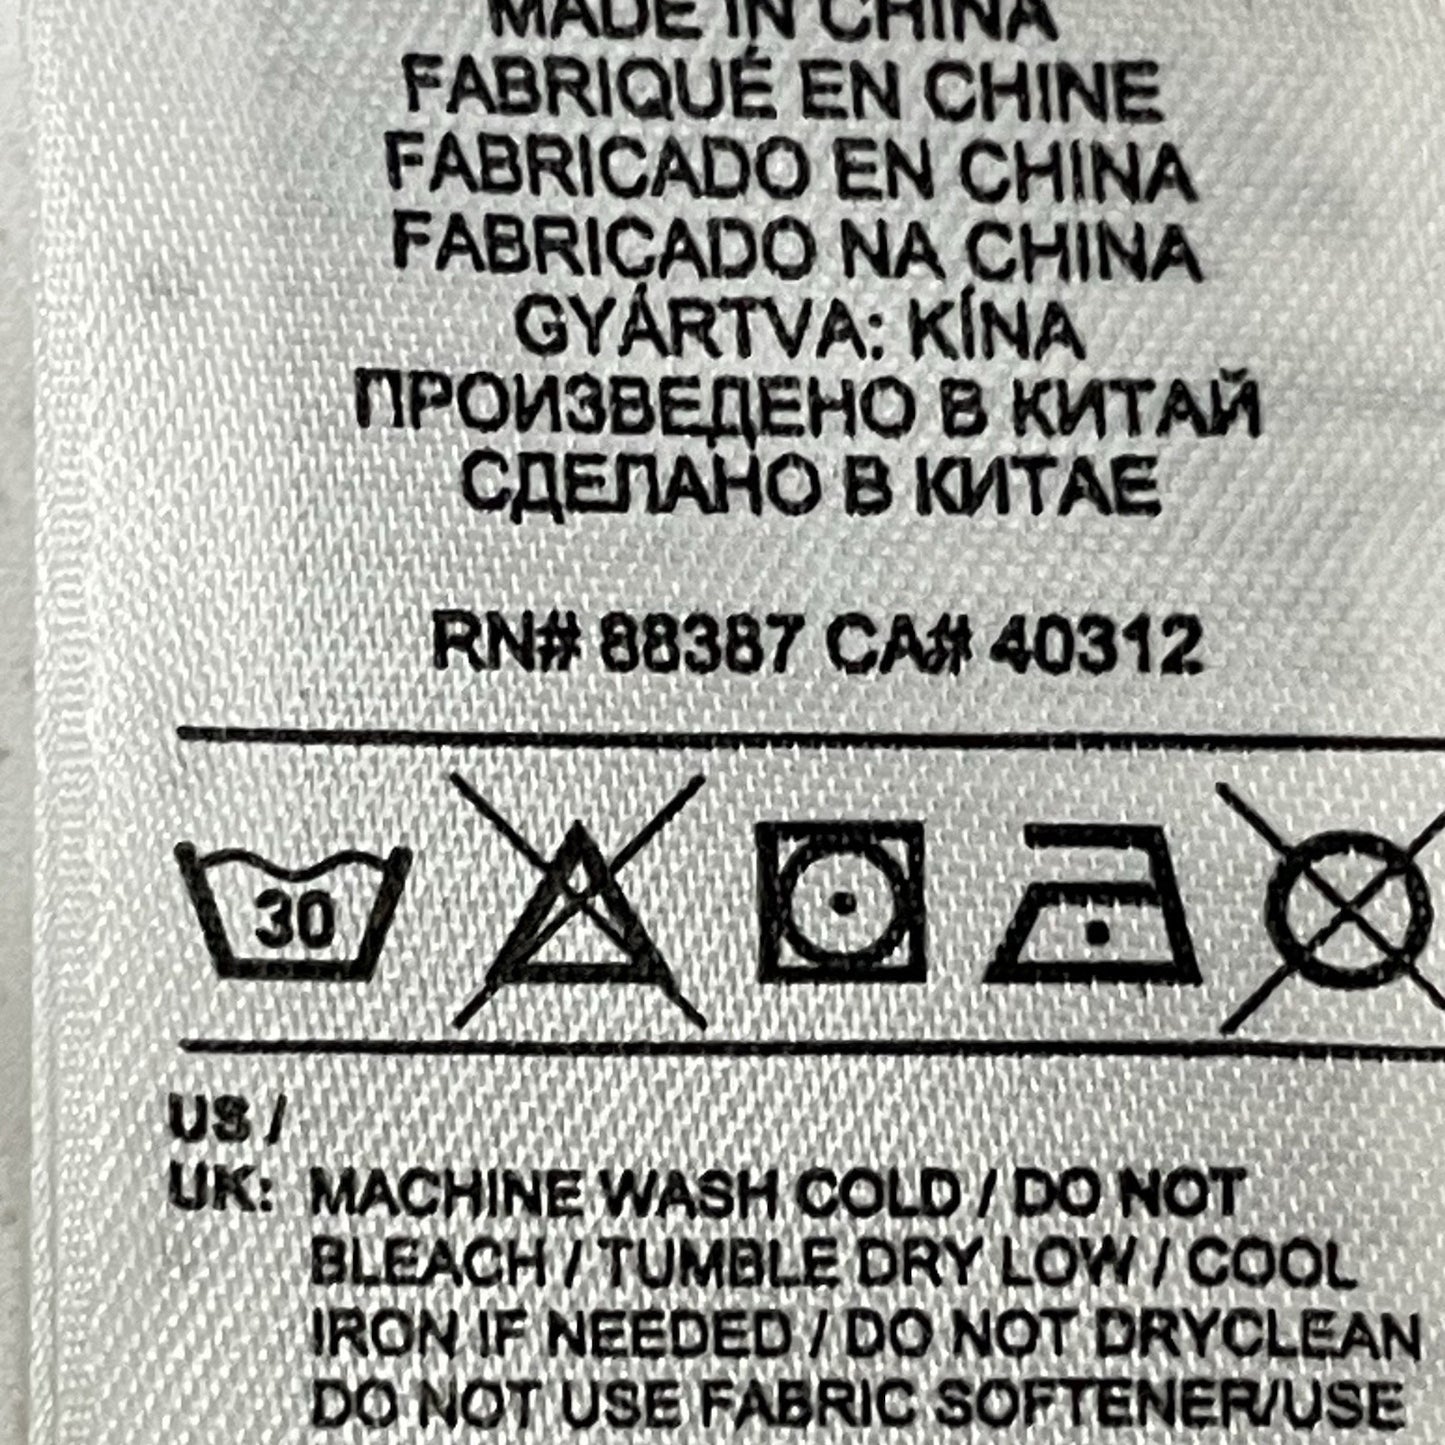 MADE IN CHINA
FABRIQUÉ EN CHINE
FABRICADO EN CHINA
FABRICADO NA CHINA
GYÁRTVA: KÍNA
ПРОИЗВЕДЕНО В КИТАЙ
СДЕЛАНО В КИТАЕ
RN# 88387 CA# 40312
30
US /
UK: MACHINE WASH COLD / DO NOT
BLEACH / TUMBLE DRY LOW / COOL
IRON IF NEEDED / DO NOT DRYCLEAN
DO NOT USE FABRIC SOFTENER/USE